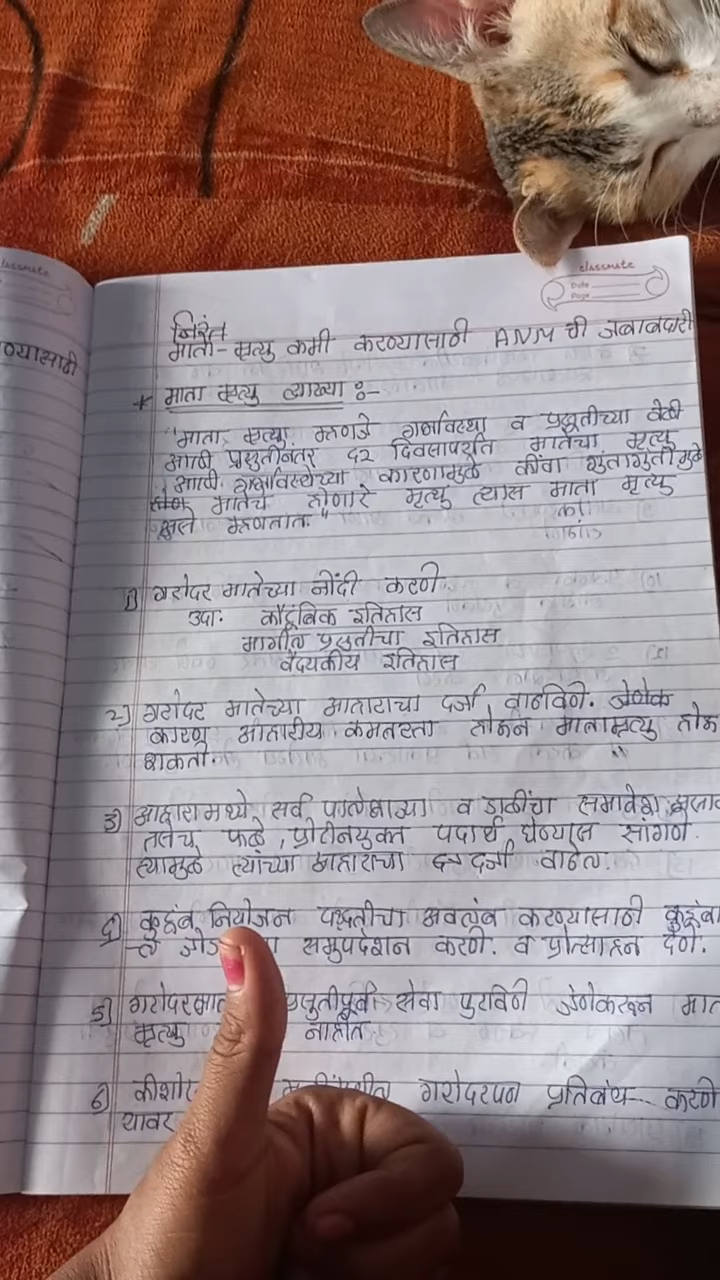 classmate
classmate
Date
Page
ण्यासाठी
माता - मृत्यु कमी करण्यासाठी ANM ची जबाबदारी
* माता मृत्यु व्याख्या :-
"माता मृत्यु म्हणजे गर्भावस्था व प्रसुतीच्या वेळी
आणि प्रसुतीनंतर ४२ दिवसापर्यंत मातेचा मृत्यु
आणि गर्भावस्थेच्या कारणामुळे कींवा गुंतागुंतीमुळे
मातेचे होणारे मृत्यु त्यास माता मृत्यु
असे म्हणतात"
1) गरोदर मातेच्या नोंदी करणे.
उदा. कौटूंबिक इतिहास
मागील प्रसुतीचा इतिहास
वैदयकीय इतिहास
2) गरोदर मातेच्या आहाराचा दर्जा वाढविणे. जेणेक
कारण आहारीय कमतरता होऊन मातामृत्यु होऊ
शकतो.
3) आहारामध्ये सर्व पालेभाज्या व डाळींचा समावेश
तसेच फळे, प्रोटीनयुक्त पदार्थ घेण्यास सांगणे.
त्यामुळे त्यांच्या आहाराचा दर्जा वाढेल.
4) कुटुंब नियोजन पद्धतीचा अवलंब करण्यासाठी कुटुंबा
समुपदेशन करणे. व प्रोत्साहन देणे.
5) सेवा पुरविणे जेणेकरून मात
मृत्यु नाहीत
6) गरोदरपण प्रतिबंध करणे
यावर